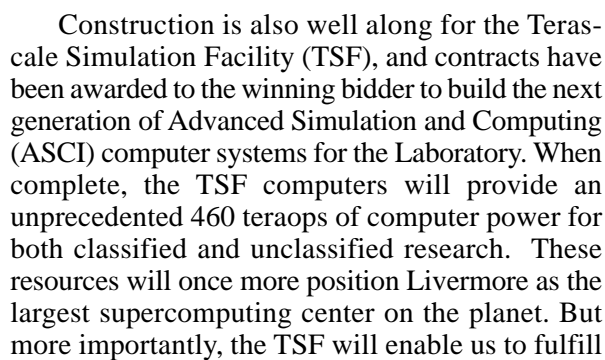 Construction is also well along for the Teras-
cale Simulation Facility (TSF), and contracts have
been awarded to the winning bidder to build the next
generation of Advanced Simulation and Computing
(ASCI) computer systems for the Laboratory. When
complete, the TSF computers will provide an
unprecedented 460 teraops of computer power for
both classified and unclassified research. These
resources will once more position Livermore as the
largest supercomputing center on the planet. But
more importantly, the TSF will enable us to fulfill